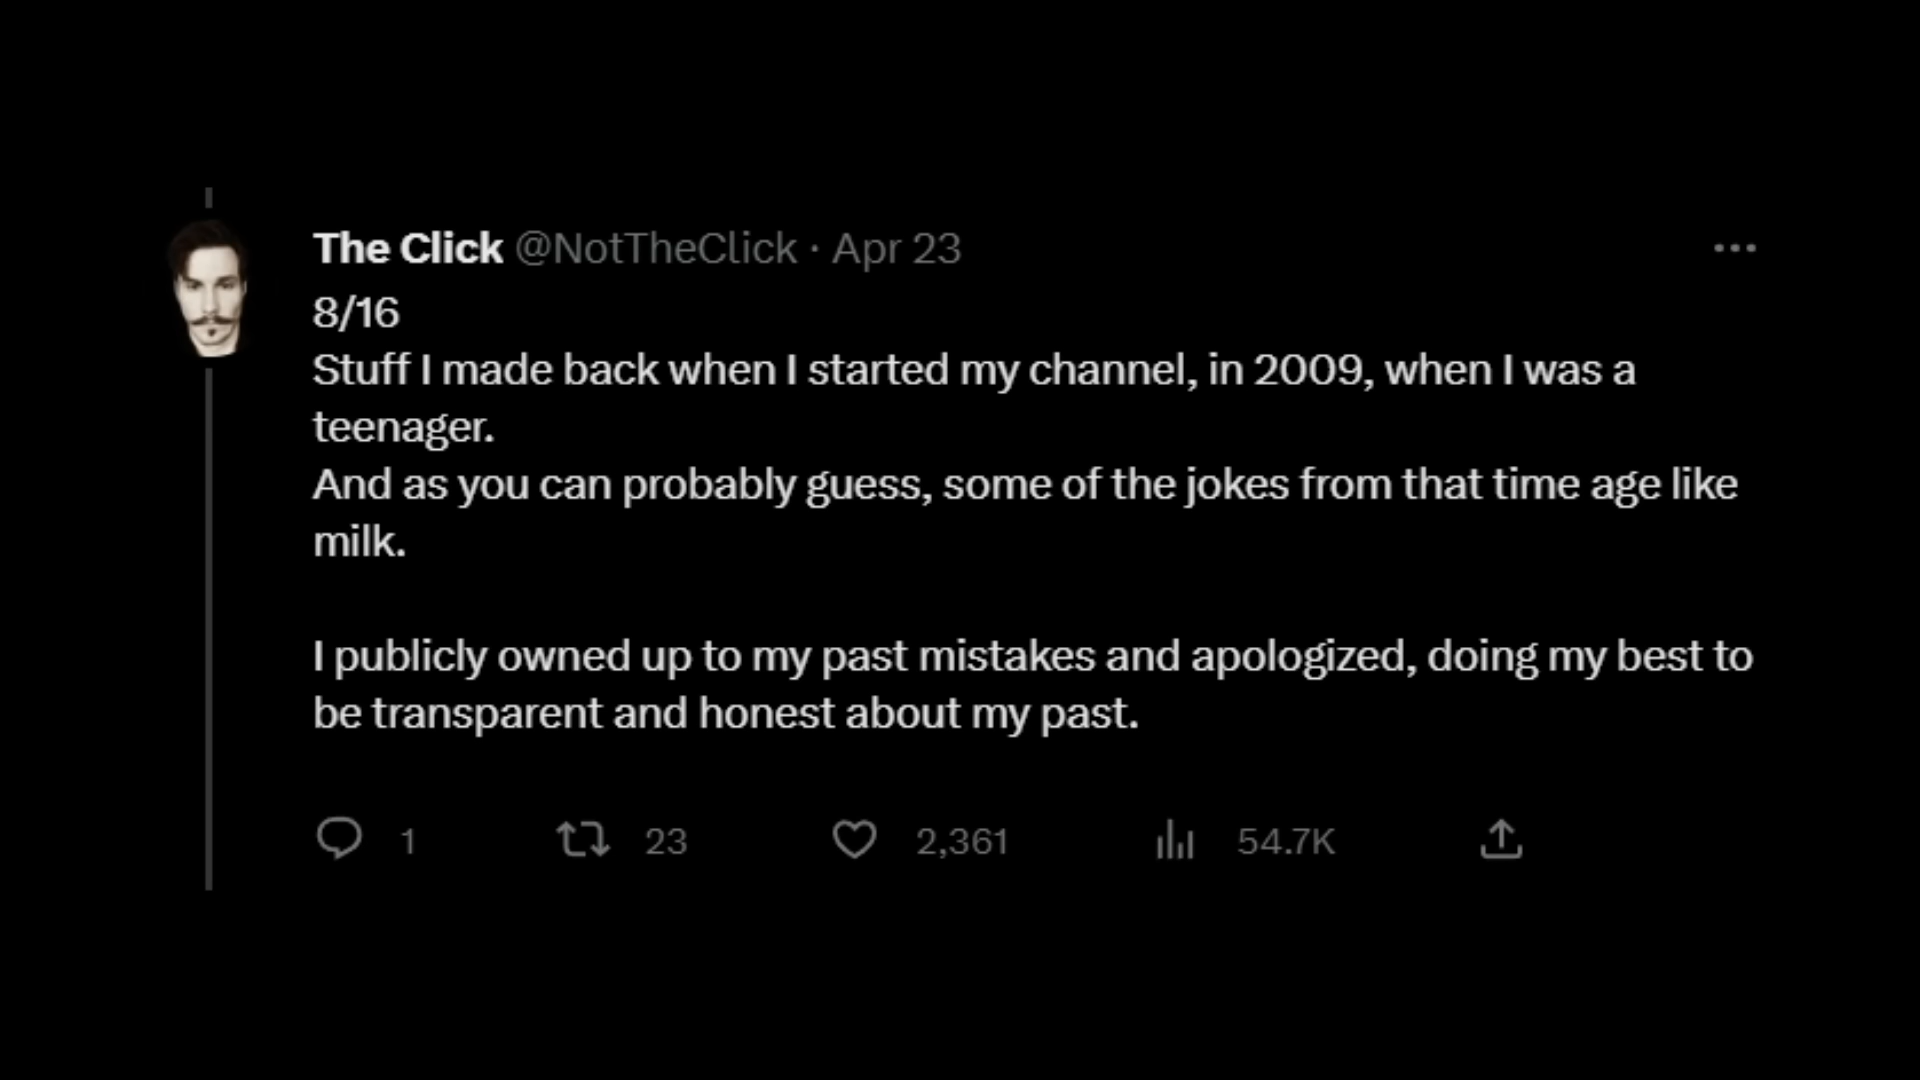 The Click @NotTheClick · Apr 23
8/16
Stuff I made back when I started my channel, in 2009, when I was a
teenager.
And as you can probably guess, some of the jokes from that time age like
milk.
I publicly owned up to my past mistakes and apologized, doing my best to
be transparent and honest about my past.
1 23 2,361 54.7K